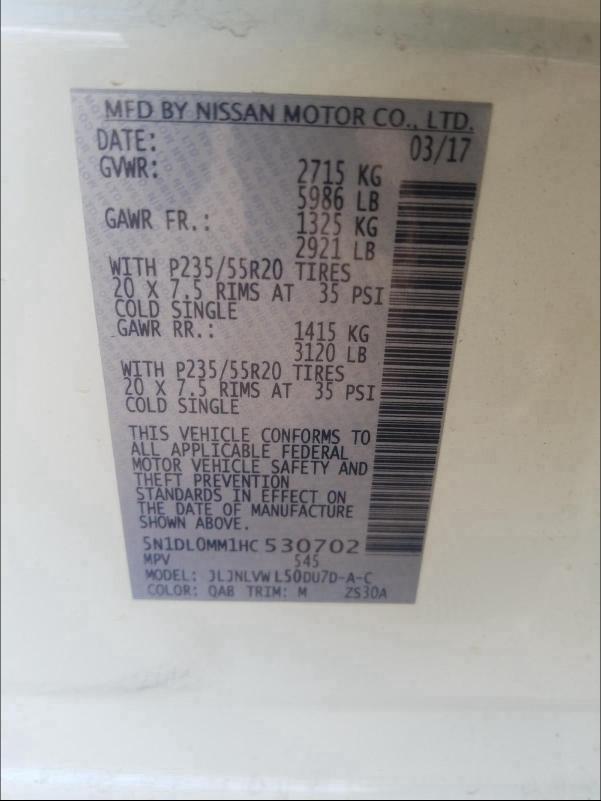 MFD BY NISSAN MOTOR CO., LTD.
DATE: 03/17
GVWR: 2715 KG
5986 LB
GAWR FR.: 1325 KG
2921 LB
WITH P235/55R20 TIRES
20 X 7.5 RIMS AT 35 PSI
COLD SINGLE
GAWR RR.: 1415 KG
3120 LB
WITH P235/55R20 TIRES
20 X 7.5 RIMS AT 35 PSI
COLD SINGLE
THIS VEHICLE CONFORMS TO
ALL APPLICABLE FEDERAL
MOTOR VEHICLE SAFETY AND
THEFT PREVENTION
STANDARDS IN EFFECT ON
THE DATE OF MANUFACTURE
SHOWN ABOVE.
5N1DL0MM1HC 530702
MPV 545
MODEL: JLJNLVW L50DU7D-A-C
COLOR: QAB TRIM: M ZS30A